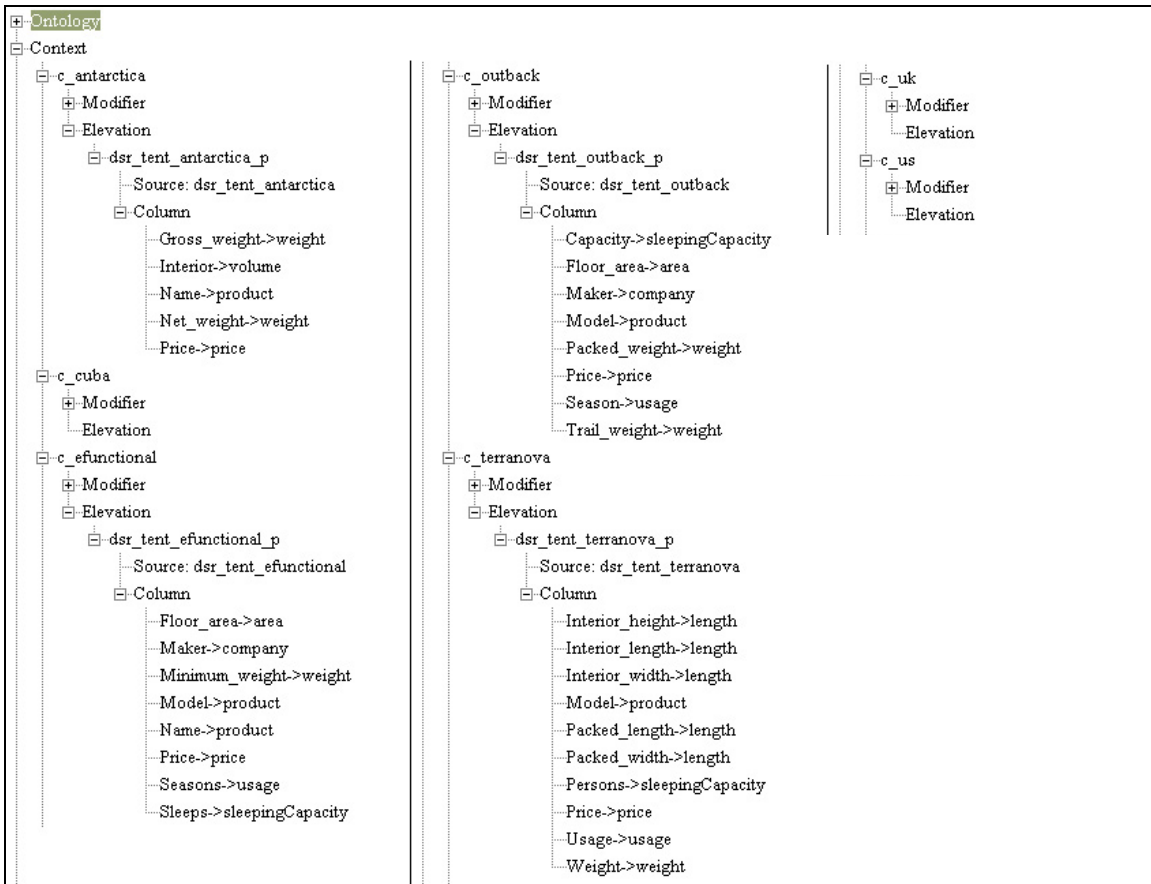 Ontology
Context
c_antarctica
Modifier
Elevation
dsr_tent_antarctica_p
Source: dsr_tent_antarctica
Column
Gross_weight->weight
Interior->volume
Name->product
Net_weight->weight
Price->price
c_cuba
Modifier
Elevation
c_efunctional
Modifier
Elevation
dsr_tent_efunctional_p
Source: dsr_tent_efunctional
Column
Floor_area->area
Maker->company
Minimum_weight->weight
Model->product
Name->product
Price->price
Seasons->usage
Sleeps->sleepingCapacity
c_outback
Modifier
Elevation
dsr_tent_outback_p
Source: dsr_tent_outback
Column
Capacity->sleepingCapacity
Floor_area->area
Maker->company
Model->product
Packed_weight->weight
Price->price
Season->usage
Trail_weight->weight
c_terranova
Modifier
Elevation
dsr_tent_terranova_p
Source: dsr_tent_terranova
Column
Interior_height->length
Interior_length->length
Interior_width->length
Model->product
Packed_length->length
Packed_width->length
Persons->sleepingCapacity
Price->price
Usage->usage
Weight->weight
c_uk
Modifier
Elevation
c_us
Modifier
Elevation